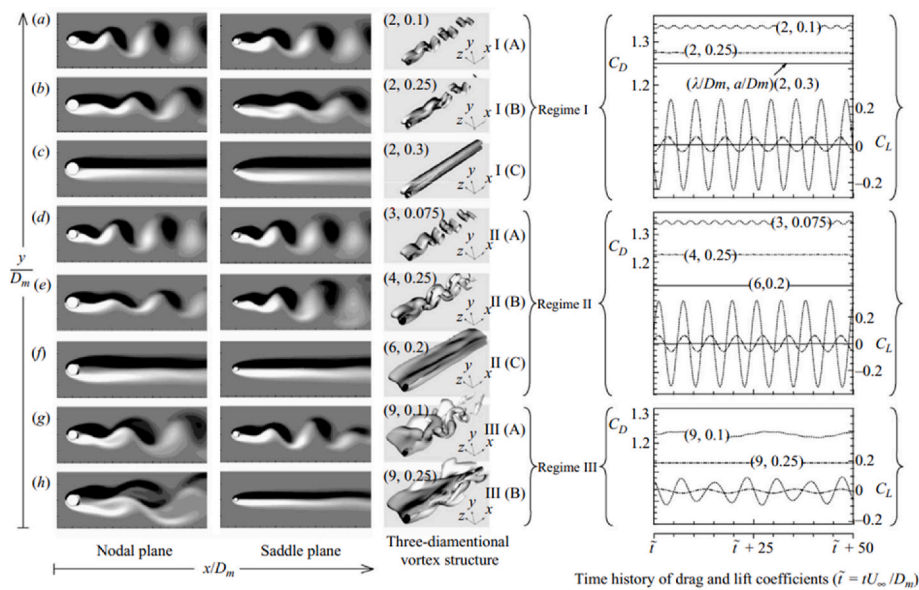 (a)
(2, 0.1)
y
x
z
I (A)
(b)
(2, 0.25)
y
x
z
I (B)
Regime I
(c)
(2, 0.3)
y
x
z
I (C)
(d)
(3, 0.075)
y
x
z
II (A)
y
D_m
(e)
(4, 0.25)
y
x
z
II (B)
Regime II
(f)
(6, 0.2)
y
x
z
II (C)
(g)
(9, 0.1)
y
x
z
III (A)
Regime III
(h)
(9, 0.25)
y
x
z
III (B)
Nodal plane
Saddle plane
Three-diamentional
vortex structure
x/D_m
1.3
C_D
1.2
(2, 0.1)
(2, 0.25)
(λ/Dm, a/Dm)(2, 0.3)
0.2
0 C_L
−0.2
1.3
C_D
1.2
(3, 0.075)
(4, 0.25)
(6,0.2)
0.2
0 C_L
−0.2
1.3
C_D
1.2
(9, 0.1)
(9, 0.25)
0.2
0 C_L
−0.2
t̃
t̃ + 25
t̃ + 50
Time history of drag and lift coefficients (t̃ = tU_∞/D_m)